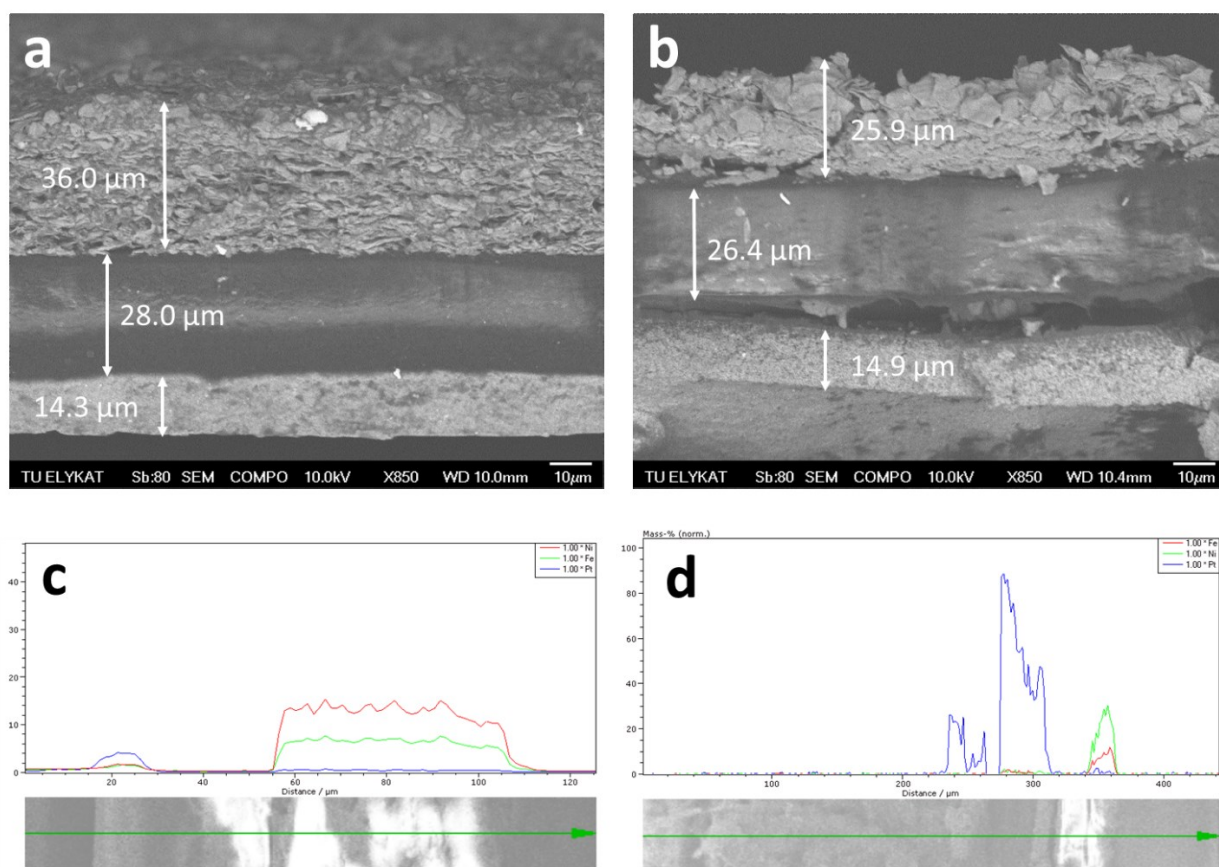 a
36.0 µm
28.0 µm
14.3 µm
TU ELYKAT Sb:80 SEM COMPO 10.0kV X850 WD 10.0mm 10µm
b
25.9 µm
26.4 µm
14.9 µm
TU ELYKAT Sb:80 SEM COMPO 10.0kV X850 WD 10.4mm 10µm
c
1.00 * Ni
1.00 * Fe
1.00 * Pt
40
30
20
10
0
20 40 60 80 100 120
Distance / µm
Mass-% (norm.)
d
1.00 * Fe
1.00 * Ni
1.00 * Pt
100
80
60
40
20
0
100 200 300 400
Distance / µm